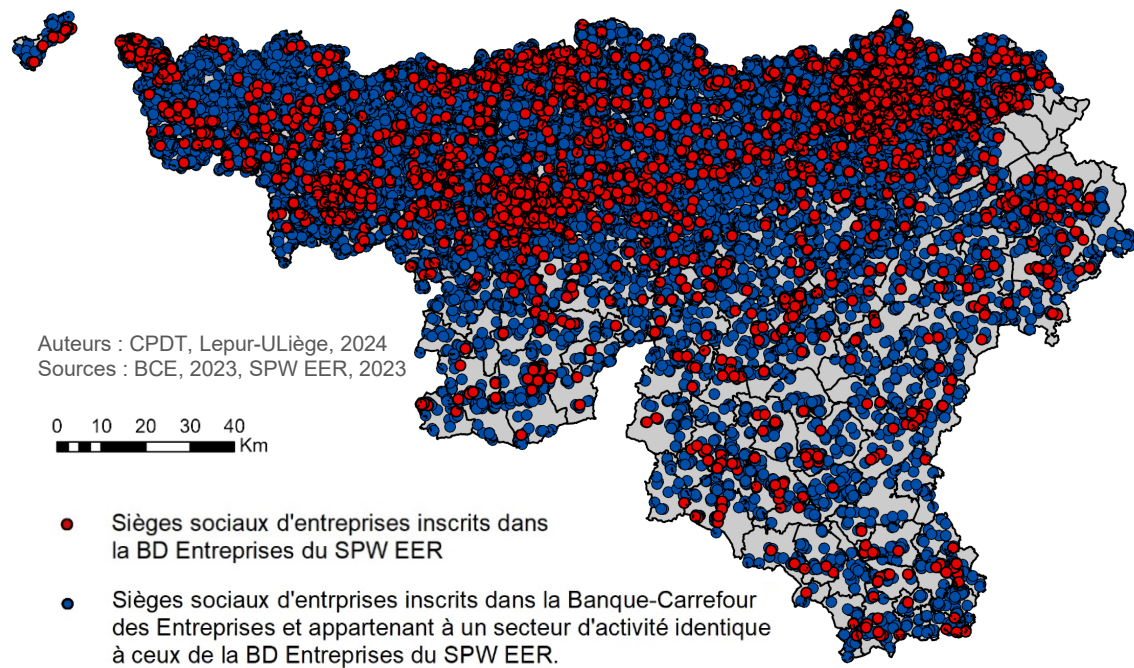 Auteurs : CPDT, Lepur-ULiège, 2024
Sources : BCE, 2023, SPW EER, 2023
0 10 20 30 40
Km
Sièges sociaux d'entreprises inscrits dans
la BD Entreprises du SPW EER
Sièges sociaux d'entrprises inscrits dans la Banque-Carrefour
des Entreprises et appartenant à un secteur d'activité identique
à ceux de la BD Entreprises du SPW EER.